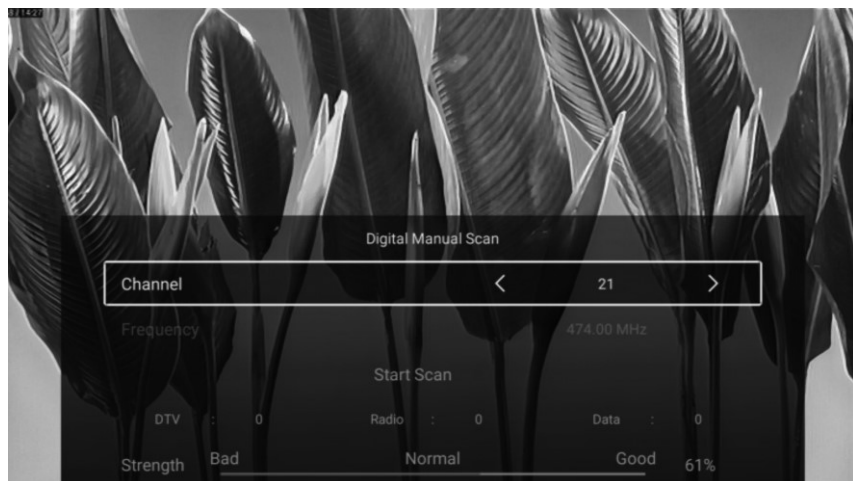 Digital Manual Scan
Channel < 21 >
Frequency 474.00 MHz
Start Scan
DTV : 0 Radio : 0 Data : 0
Strength Bad Normal Good 61%